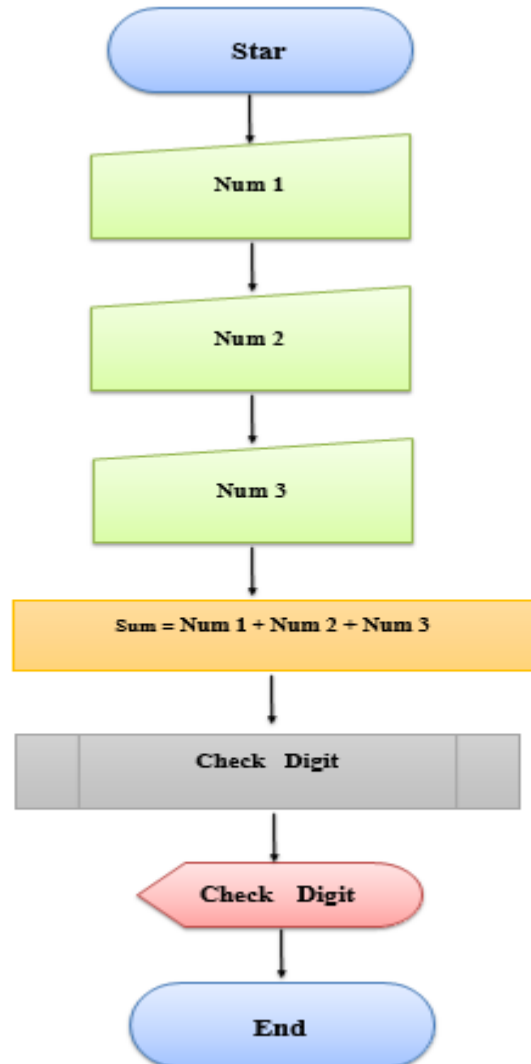 Star
Num 1
Num 2
Num 3
Sum = Num 1 + Num 2 + Num 3
Check Digit
Check Digit
End